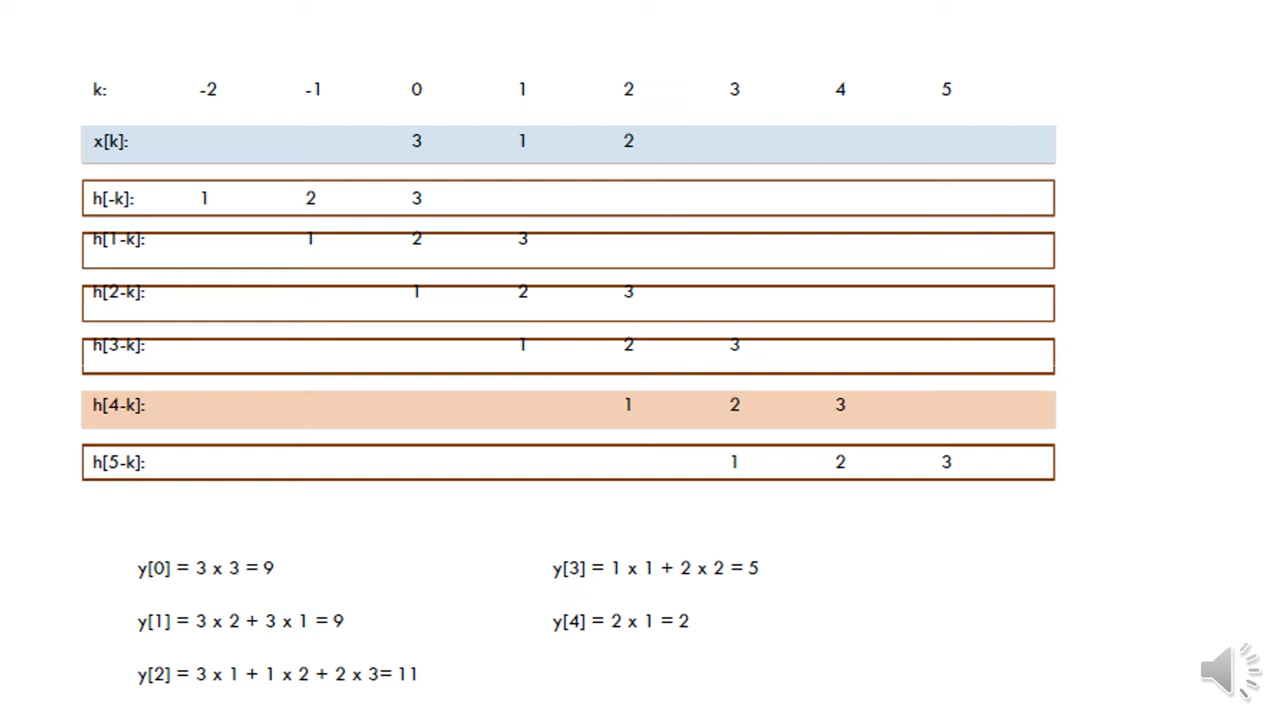 k: -2 -1 0 1 2 3 4 5
x[k]: 3 1 2
h[-k]: 1 2 3
h[1-k]: 1 2 3
h[2-k]: 1 2 3
h[3-k]: 1 2 3
h[4-k]: 1 2 3
h[5-k]: 1 2 3
y[0] = 3 x 3 = 9
y[3] = 1 x 1 + 2 x 2 = 5
y[1] = 3 x 2 + 3 x 1 = 9
y[4] = 2 x 1 = 2
y[2] = 3 x 1 + 1 x 2 + 2 x 3= 11